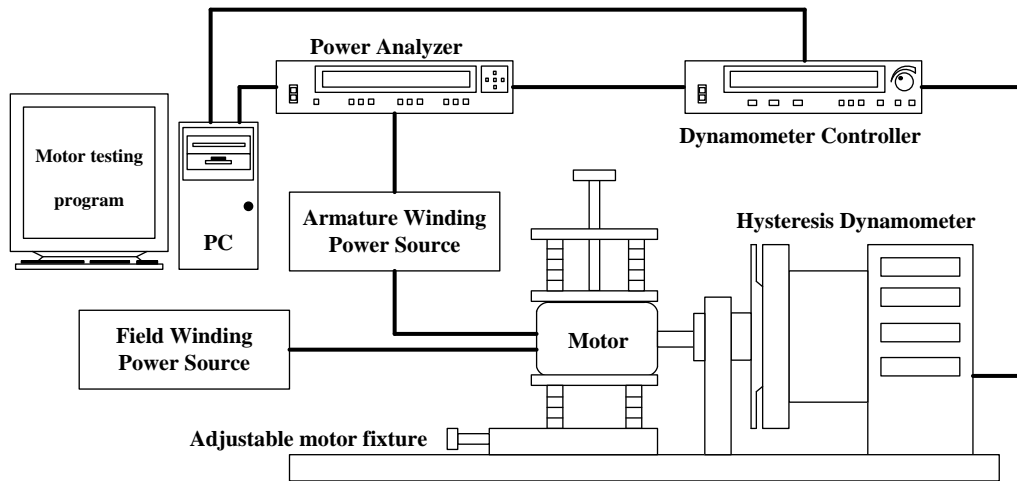 Power Analyzer
Dynamometer Controller
Motor testing
program
PC
Armature Winding
Power Source
Hysteresis Dynamometer
Field Winding
Power Source
Motor
Adjustable motor fixture